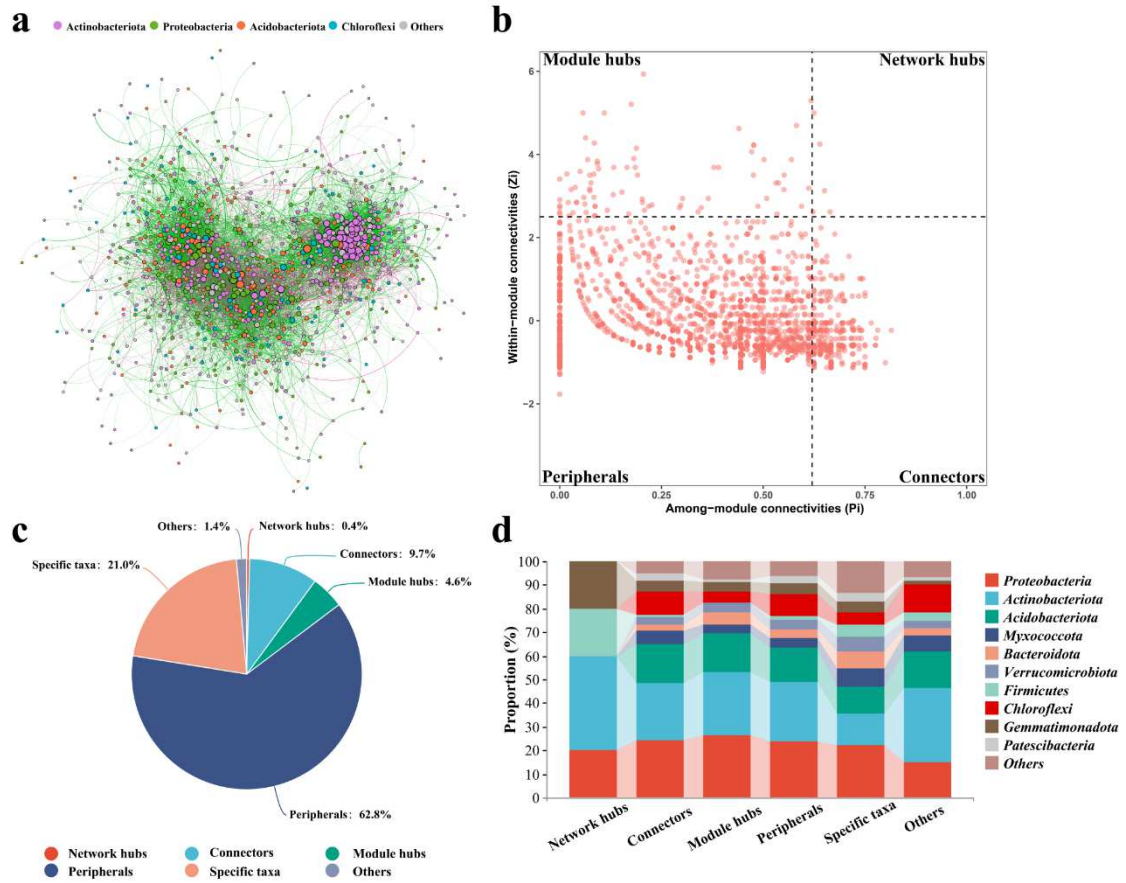 a
Actinobacteriota Proteobacteria Acidobacteriota Chloroflexi Others
b
Module hubs Network hubs
6
4
2
0
−2
Within−module connectivities (Zi)
Peripherals Connectors
0.00 0.25 0.50 0.75 1.00
Among−module connectivities (Pi)
c
Others: 1.4% Network hubs: 0.4%
Connectors: 9.7%
Specific taxa: 21.0%
Module hubs: 4.6%
Peripherals: 62.8%
Network hubs Connectors Module hubs
Peripherals Specific taxa Others
d
100
90
80
70
60
50
40
30
20
10
0
Proportion (%)
Network hubs Connectors Module hubs Peripherals Specific taxa Others
Proteobacteria
Actinobacteriota
Acidobacteriota
Myxococcota
Bacteroidota
Verrucomicrobiota
Firmicutes
Chloroflexi
Gemmatimonadota
Patescibacteria
Others